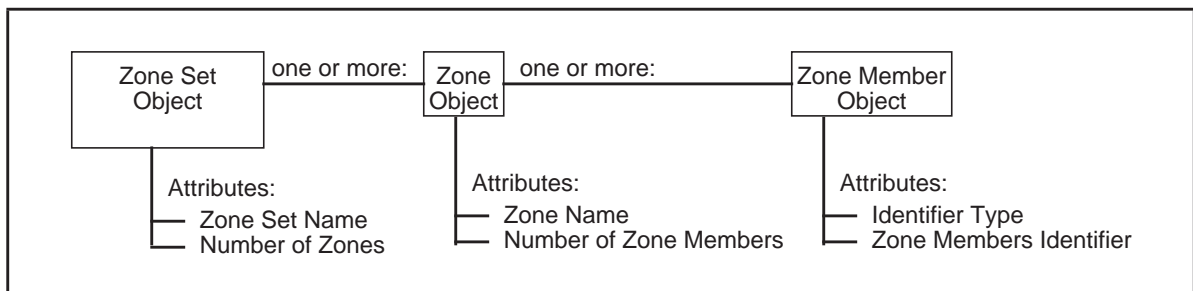 Zone Set
Object
one or more:
Zone
Object
one or more:
Zone Member
Object
Attributes:
Zone Set Name
Number of Zones
Attributes:
Zone Name
Number of Zone Members
Attributes:
Identifier Type
Zone Members Identifier